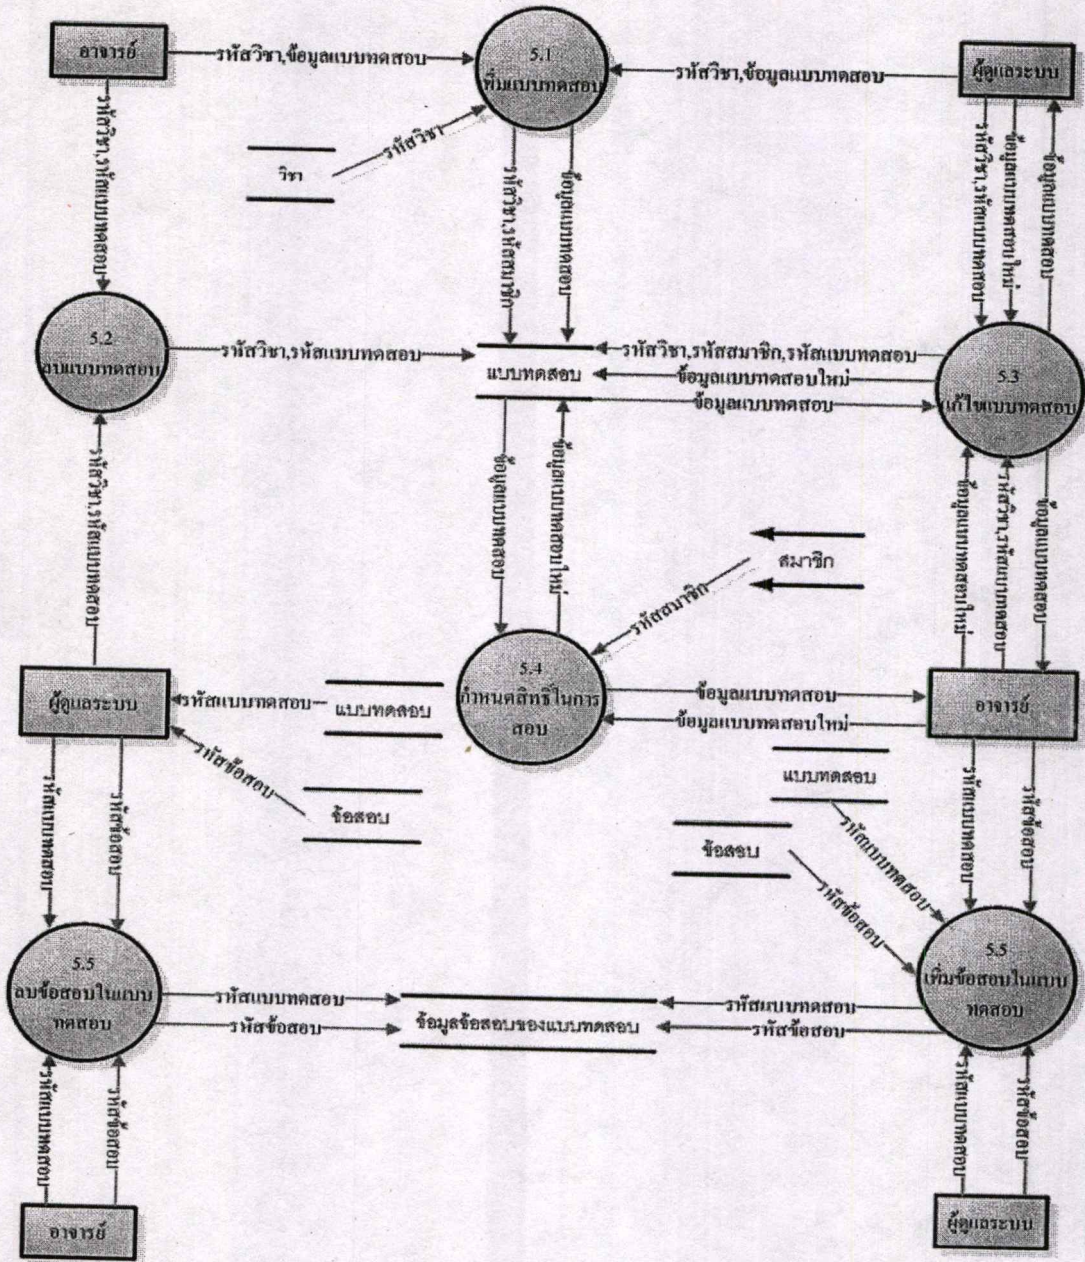 อาจารย์
รหัสวิชา,ข้อมูลแบบทดสอบ
5.1
เพิ่มแบบทดสอบ
รหัสวิชา,ข้อมูลแบบทดสอบ
ผู้ดูแลระบบ
รหัสวิชา,รหัสแบบทดสอบ
วิชา
รหัสวิชา
รหัสวิชา,รหัสสมาชิก
ข้อมูลแบบทดสอบ
รหัสวิชา,รหัสแบบทดสอบ
ข้อมูลแบบทดสอบใหม่
ข้อมูลแบบทดสอบ
5.2
ลบแบบทดสอบ
รหัสวิชา,รหัสแบบทดสอบ
แบบทดสอบ
รหัสวิชา,รหัสสมาชิก,รหัสแบบทดสอบ
ข้อมูลแบบทดสอบใหม่
ข้อมูลแบบทดสอบ
5.3
แก้ไขแบบทดสอบ
รหัสวิชา,รหัสแบบทดสอบ
ข้อมูลแบบทดสอบ
ข้อมูลแบบทดสอบใหม่
สมาชิก
รหัสสมาชิก
ข้อมูลแบบทดสอบใหม่
รหัสวิชา,รหัสแบบทดสอบ
ข้อมูลแบบทดสอบ
ผู้ดูแลระบบ
รหัสแบบทดสอบ
แบบทดสอบ
5.4
กำหนดสิทธิ์ในการ
สอบ
ข้อมูลแบบทดสอบ
ข้อมูลแบบทดสอบใหม่
อาจารย์
รหัสข้อสอบ
ข้อสอบ
แบบทดสอบ
ข้อสอบ
รหัสแบบทดสอบ
รหัสข้อสอบ
รหัสแบบทดสอบ
รหัสข้อสอบ
รหัสแบบทดสอบ
รหัสข้อสอบ
5.5
ลบข้อสอบในแบบ
ทดสอบ
รหัสแบบทดสอบ
รหัสข้อสอบ
ข้อมูลข้อสอบของแบบทดสอบ
รหัสแบบทดสอบ
รหัสข้อสอบ
5.5
เพิ่มข้อสอบในแบบ
ทดสอบ
รหัสแบบทดสอบ
รหัสข้อสอบ
รหัสแบบทดสอบ
รหัสข้อสอบ
อาจารย์
ผู้ดูแลระบบ